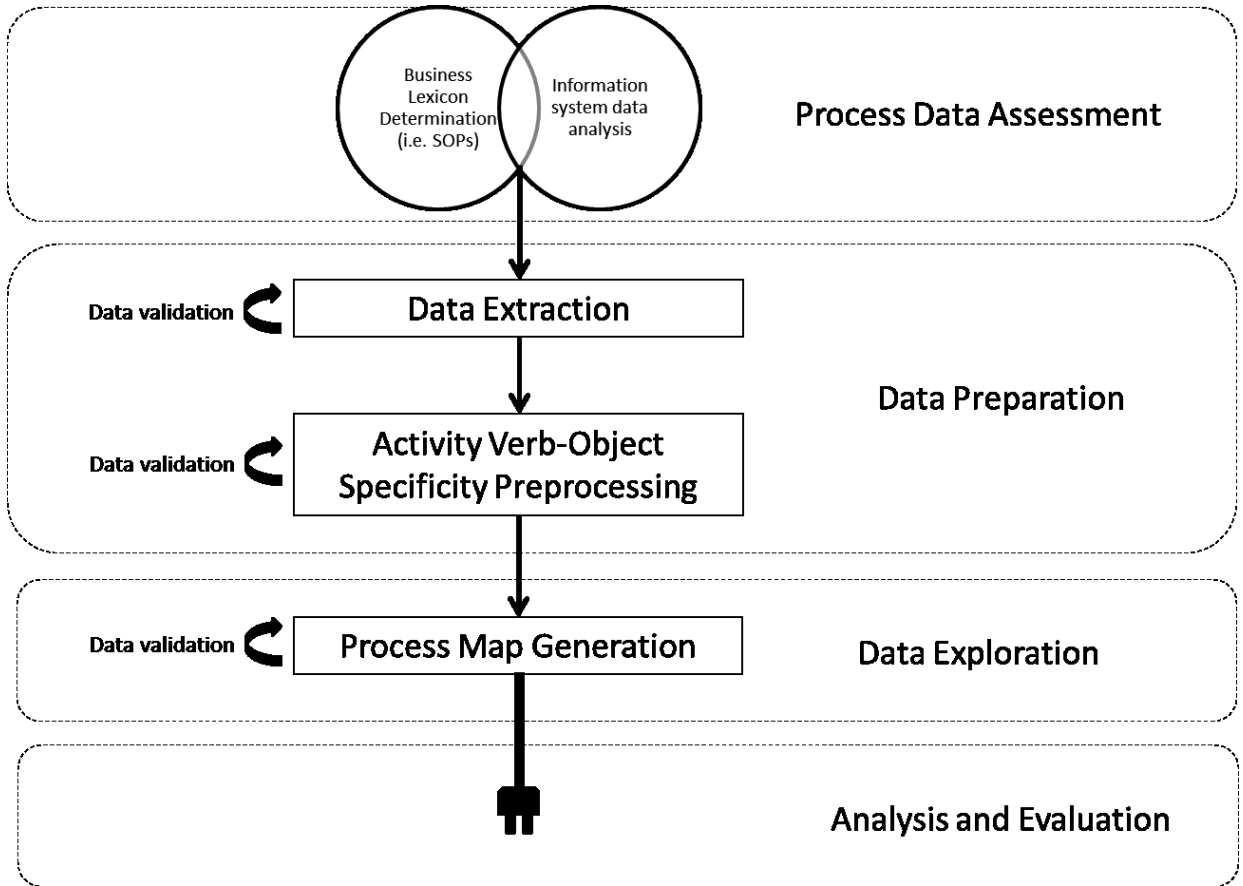 Business
Lexicon
Determination
(i.e. SOPs)
Information
system data
analysis
Process Data Assessment
Data validation
Data Extraction
Data Preparation
Data validation
Activity Verb-Object
Specificity Preprocessing
Data validation
Process Map Generation
Data Exploration
Analysis and Evaluation